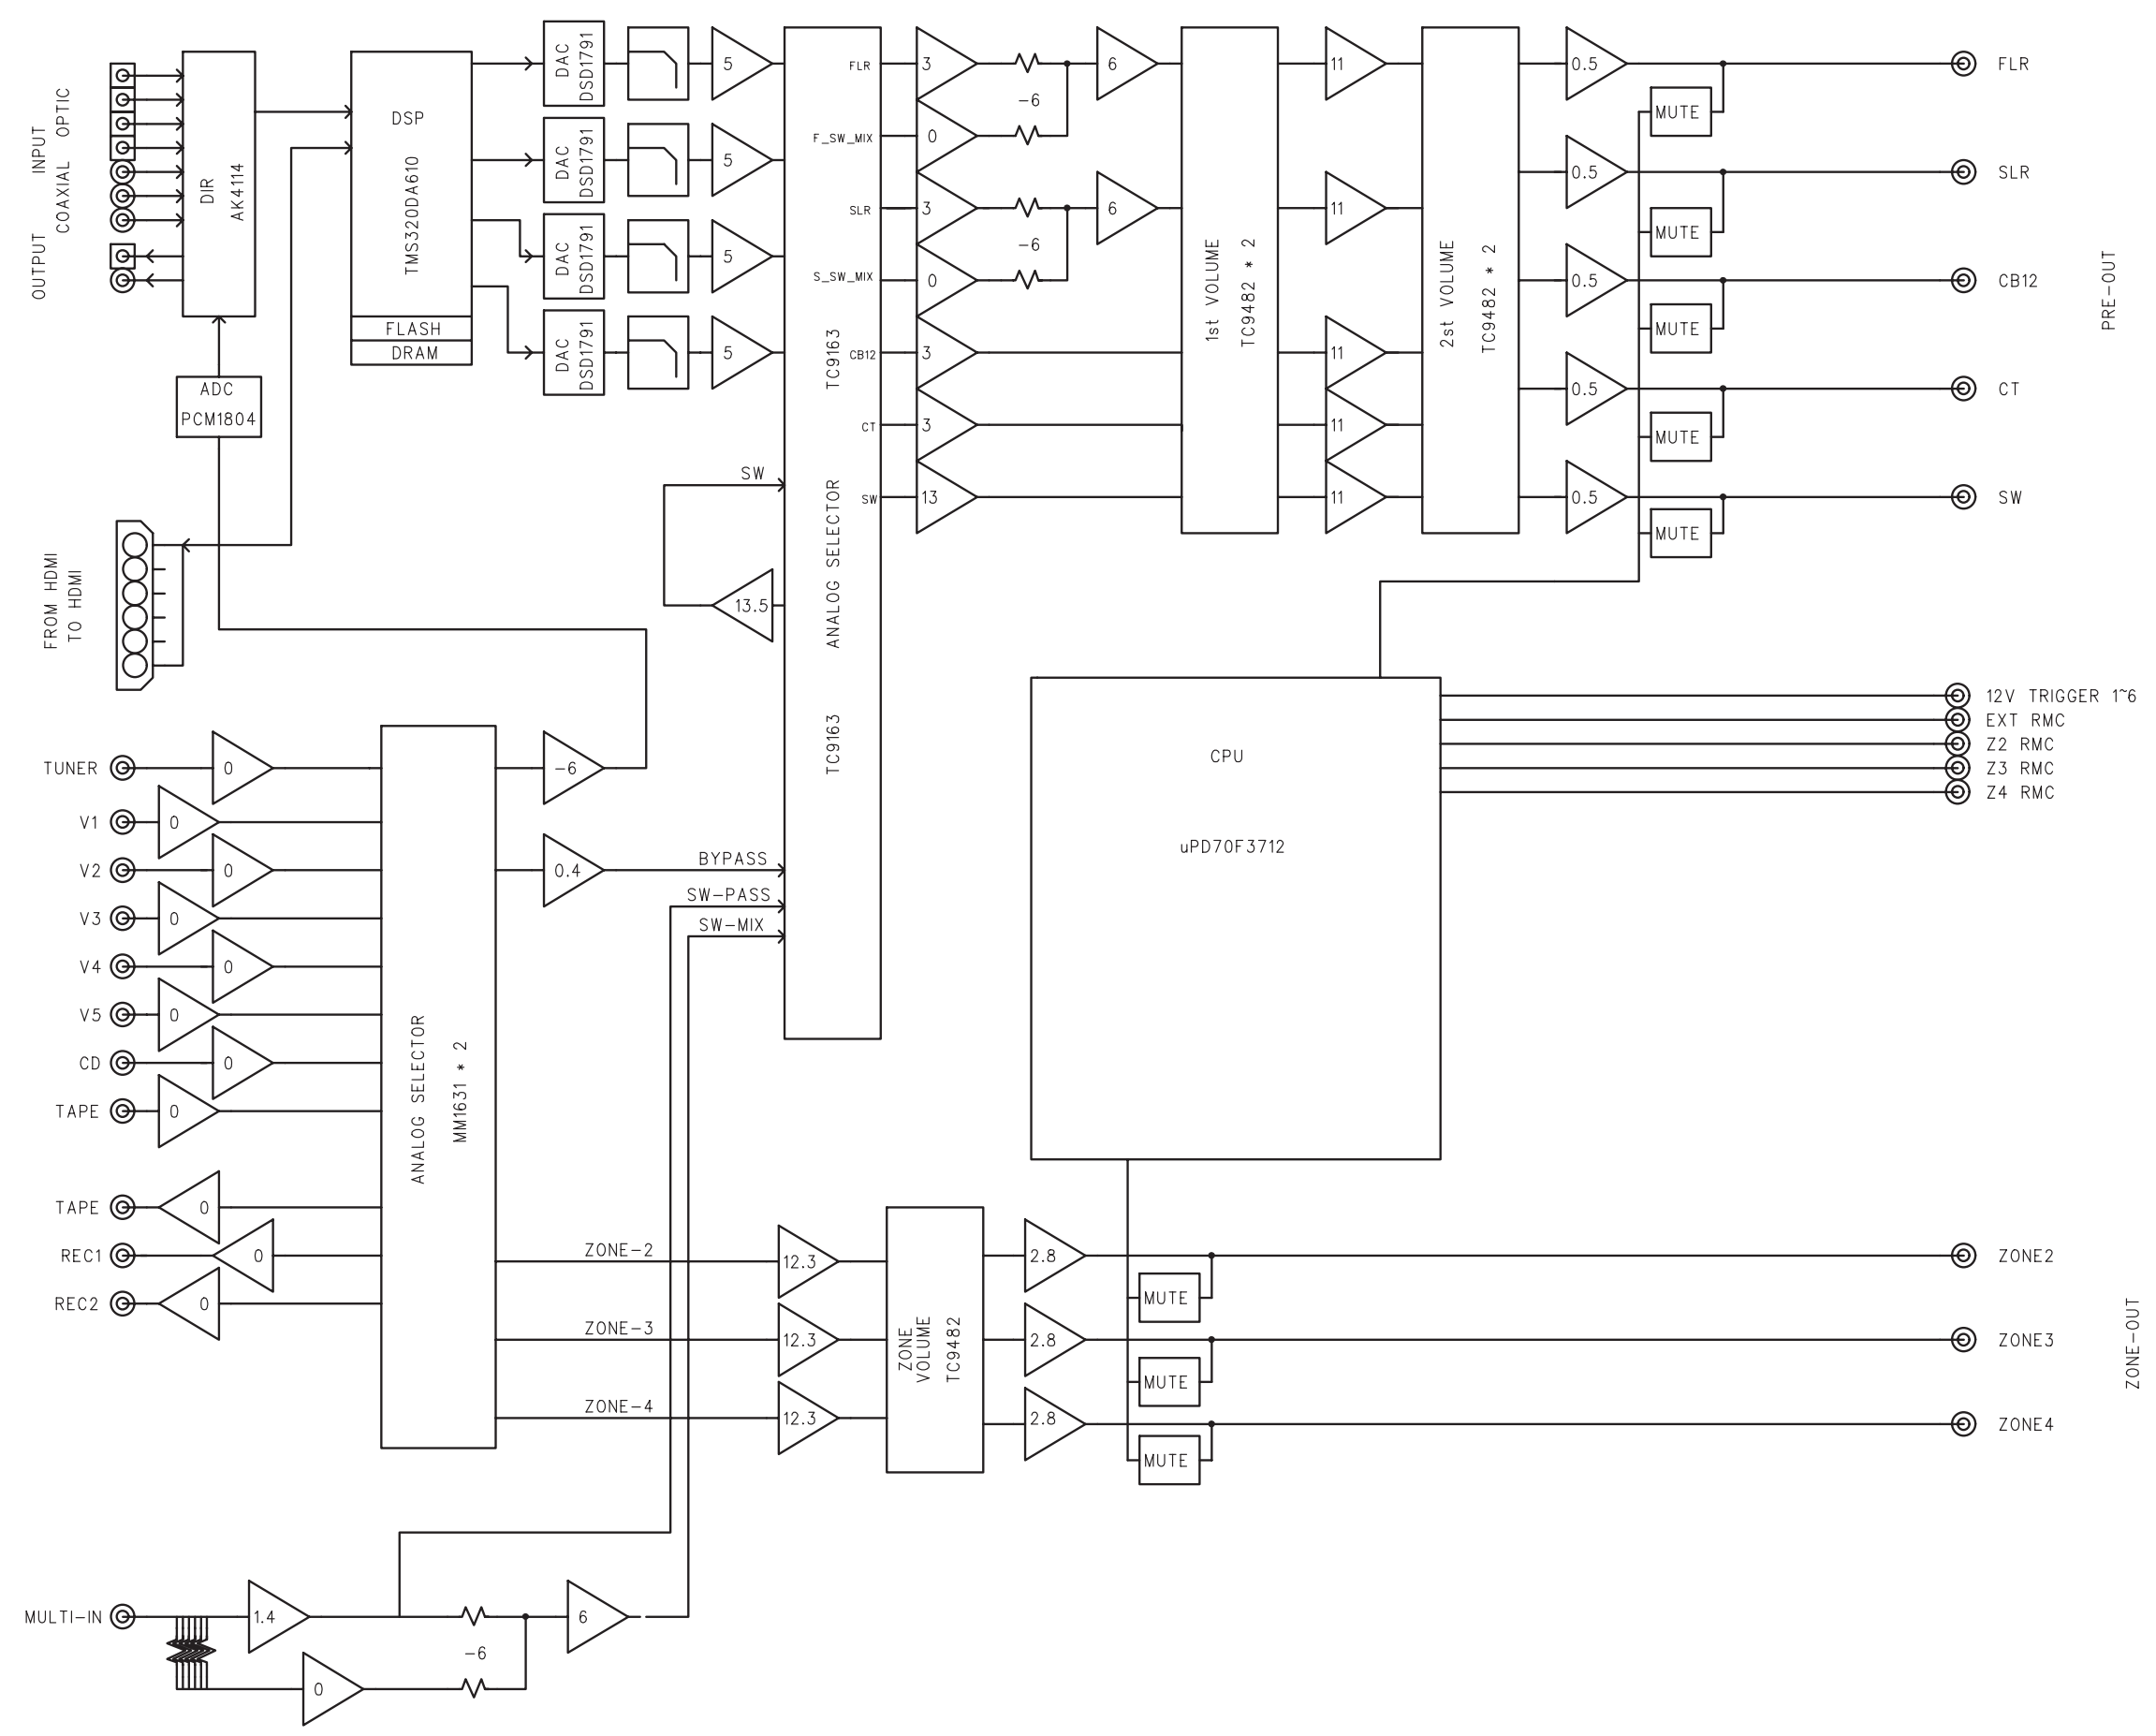 INPUT
COAXIAL OPTIC
OUTPUT
DIR
AK4114
DSP
TMS320DA610
FLASH
DRAM
ADC
PCM1804
DAC
DSD1791
DAC
DSD1791
DAC
DSD1791
DAC
DSD1791
5
5
5
5
TC9163
ANALOG SELECTOR
TC9163
FLR
F_SW_MIX
SLR
S_SW_MIX
CB12
CT
SW
3
0
3
0
3
3
13
-6
-6
6
6
1st VOLUME
TC9482 * 2
11
11
11
11
11
2st VOLUME
TC9482 * 2
0.5
0.5
0.5
0.5
0.5
MUTE
MUTE
MUTE
MUTE
MUTE
FLR
SLR
CB12
CT
SW
PRE-OUT
FROM HDMI
TO HDMI
SW
13.5
CPU
uPD70F3712
12V TRIGGER 1~6
EXT RMC
Z2 RMC
Z3 RMC
Z4 RMC
TUNER
V1
V2
V3
V4
V5
CD
TAPE
TAPE
REC1
REC2
0
0
0
0
0
0
0
0
0
0
0
ANALOG SELECTOR
MM1631 * 2
-6
0.4
BYPASS
SW-PASS
SW-MIX
ZONE-2
ZONE-3
ZONE-4
12.3
12.3
12.3
ZONE
VOLUME
TC9482
2.8
2.8
2.8
MUTE
MUTE
MUTE
ZONE2
ZONE3
ZONE4
ZONE-OUT
MULTI-IN
1.4
0
-6
6